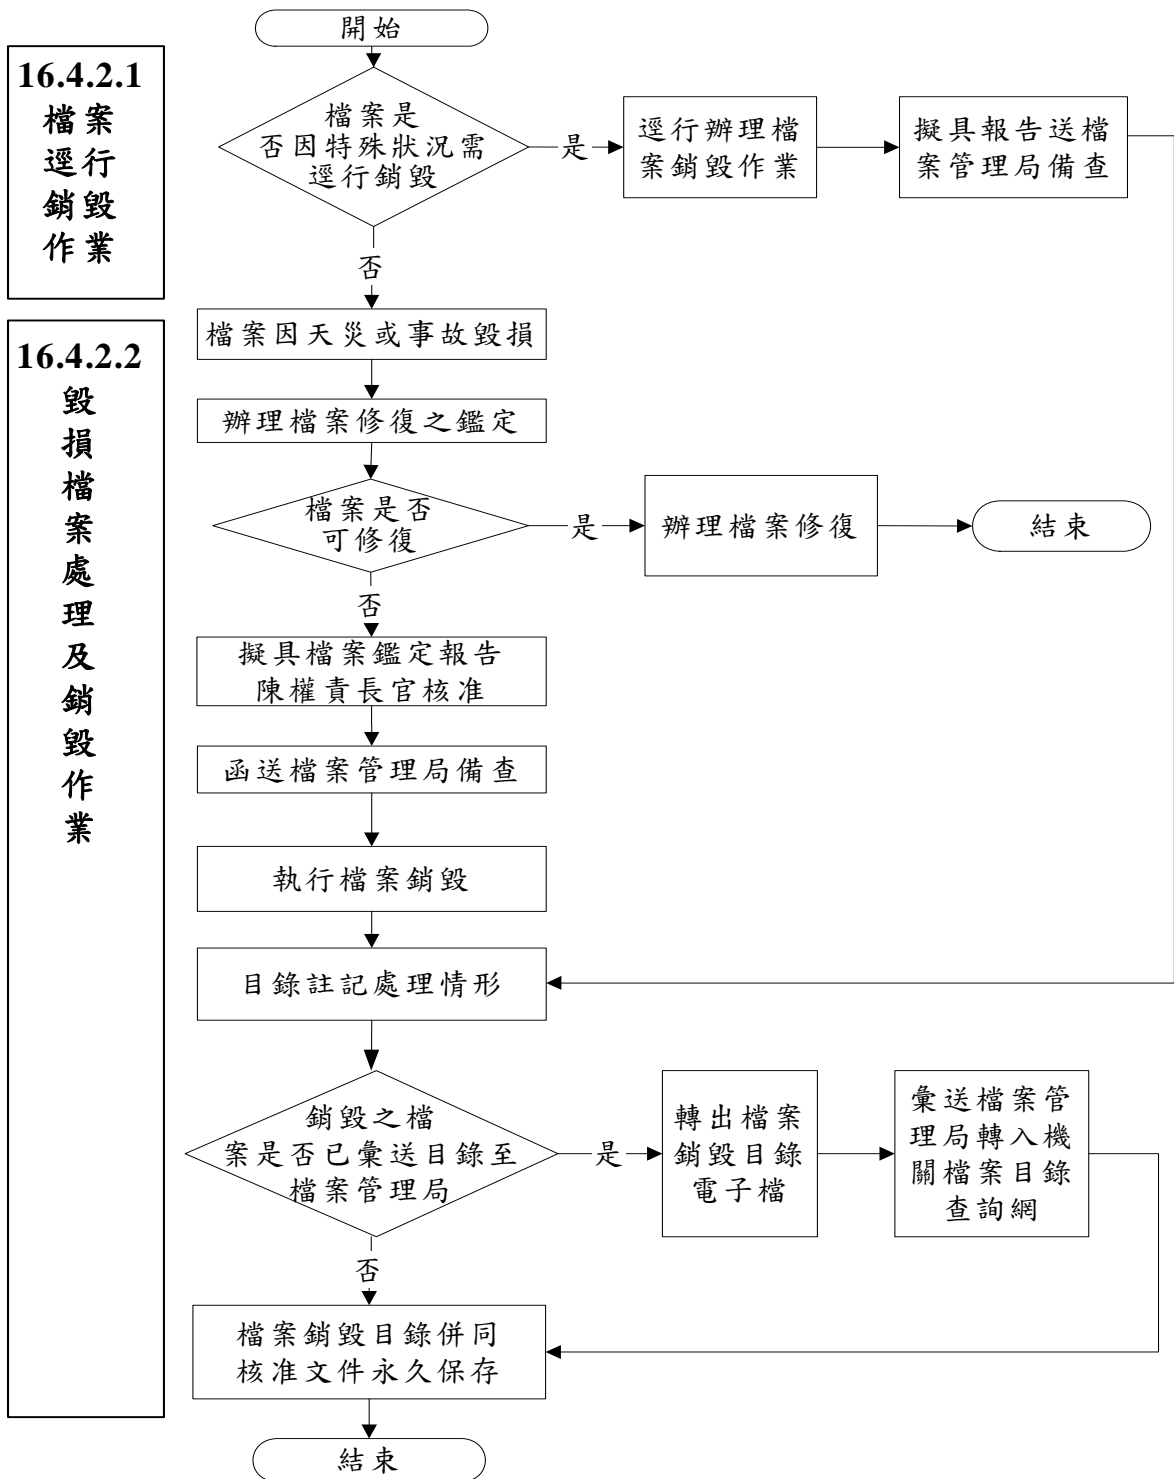 開始
16.4.2.1
檔案
逕行
銷毀
作業
檔案是
否因特殊狀況需
逕行銷毀
是
逕行辦理檔
案銷毀作業
擬具報告送檔
案管理局備查
否
檔案因天災或事故毀損
16.4.2.2
毀
損
檔
案
處
理
及
銷
毀
作
業
辦理檔案修復之鑑定
檔案是否
可修復
是
辦理檔案修復
結束
否
擬具檔案鑑定報告
陳權責長官核准
函送檔案管理局備查
執行檔案銷毀
目錄註記處理情形
銷毀之檔
案是否已彙送目錄至
檔案管理局
是
轉出檔案
銷毀目錄
電子檔
彙送檔案管
理局轉入機
關檔案目錄
查詢網
否
檔案銷毀目錄併同
核准文件永久保存
結束